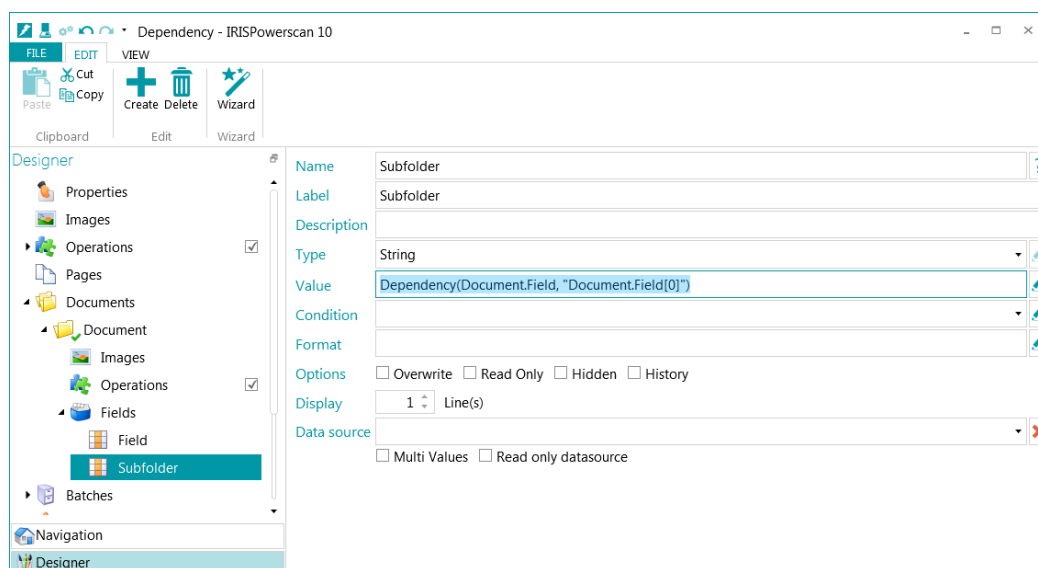 Dependency - IRISPowerscan 10
FILE EDIT VIEW
Paste Cut Copy Create Delete Wizard
Clipboard Edit Wizard
Designer
Properties
Images
Operations
Pages
Documents
Document
Images
Operations
Fields
Field
Subfolder
Batches
Navigation
Designer
Name Subfolder
Label Subfolder
Description
Type String
Value Dependency(Document.Field, "Document.Field[0]")
Condition
Format
Options Overwrite Read Only Hidden History
Display 1 Line(s)
Data source
Multi Values Read only datasource